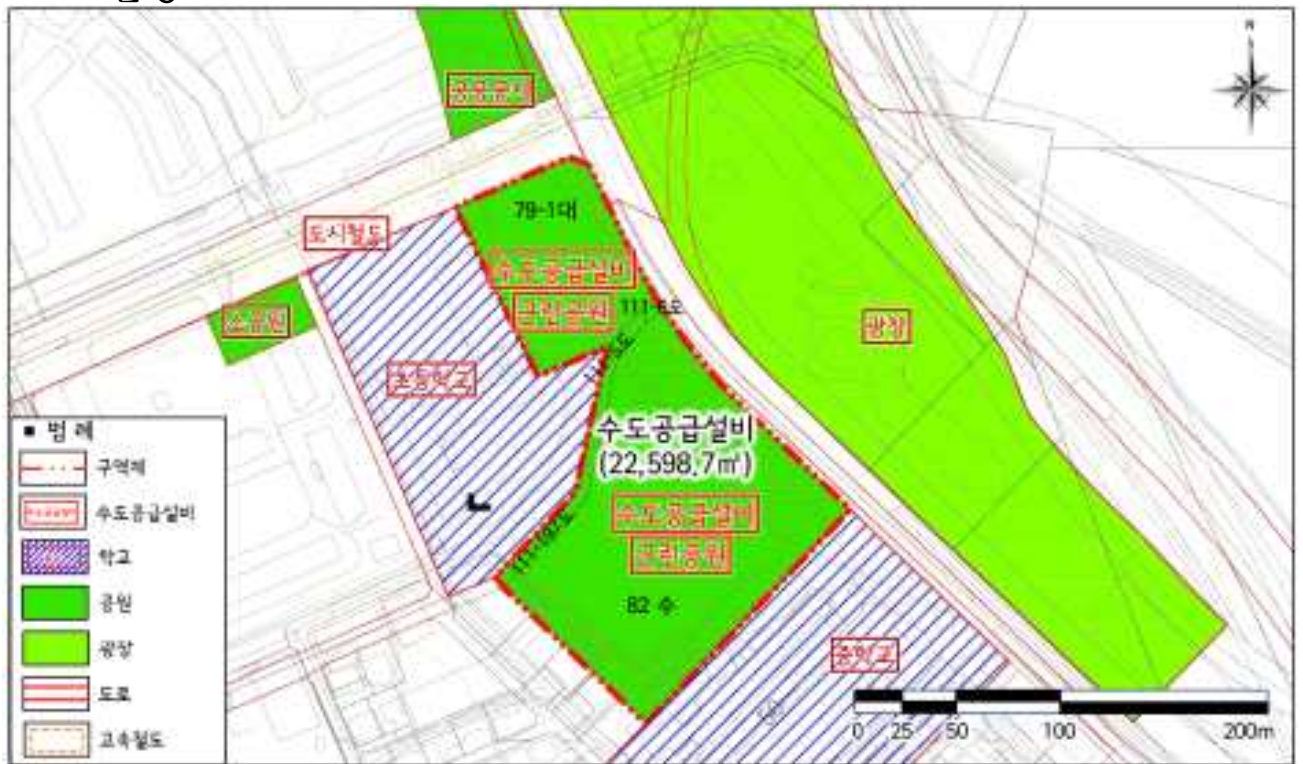 N
공공공지
79-1대
도시철도
수도공급설비
근린공원
111-6도
소공원
광장
초등학교
수도공급설비
(22,598.7㎡)
수도공급설비
근린공원
82 수
중학교
■ 범 례
구역계
수도공급설비
학교
공원
광장
도로
고속철도
0 25 50 100 200m